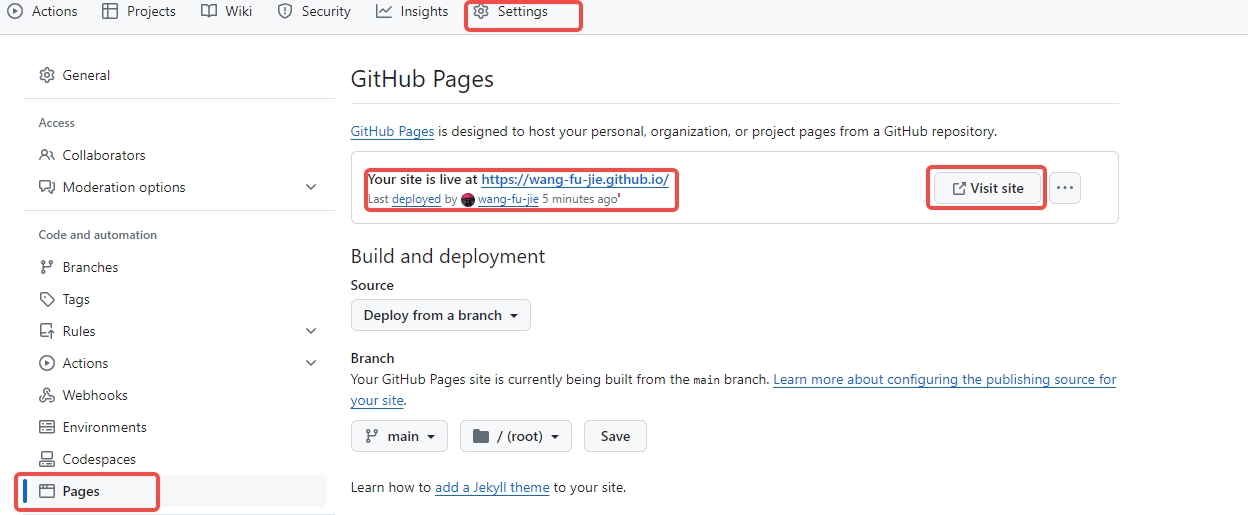 Actions Projects Wiki Security Insights Settings
General
Access
Collaborators
Moderation options
Code and automation
Branches
Tags
Rules
Actions
Webhooks
Environments
Codespaces
Pages
GitHub Pages
GitHub Pages is designed to host your personal, organization, or project pages from a GitHub repository.
Your site is live at https://wang-fu-jie.github.io/
Last deployed by wang-fu-jie 5 minutes ago
Visit site
Build and deployment
Source
Deploy from a branch
Branch
Your GitHub Pages site is currently being built from the main branch. Learn more about configuring the publishing source for
your site.
main / (root) Save
Learn how to add a Jekyll theme to your site.